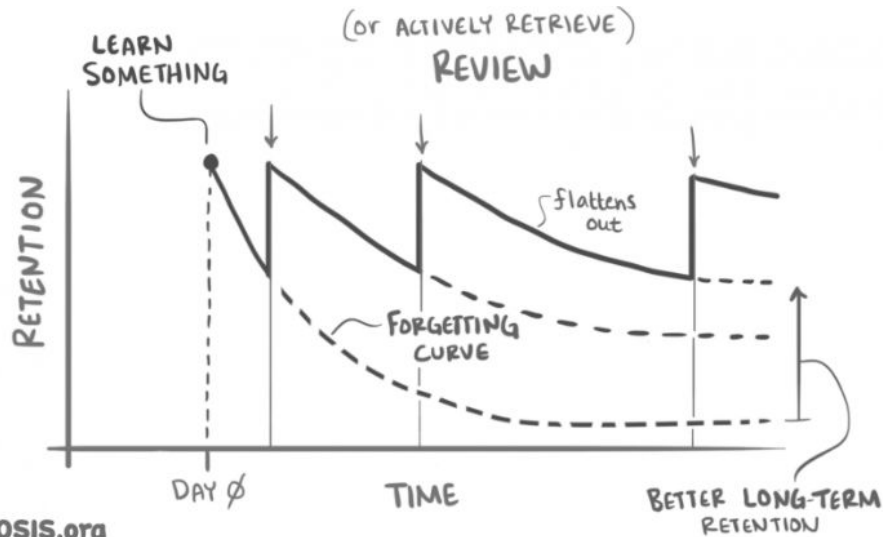 (or ACTIVELY RETRIEVE)
REVIEW
LEARN
SOMETHING
RETENTION
flattens
out
FORGETTING
CURVE
DAY Ø
TIME
BETTER LONG-TERM
RETENTION
OSIS.org